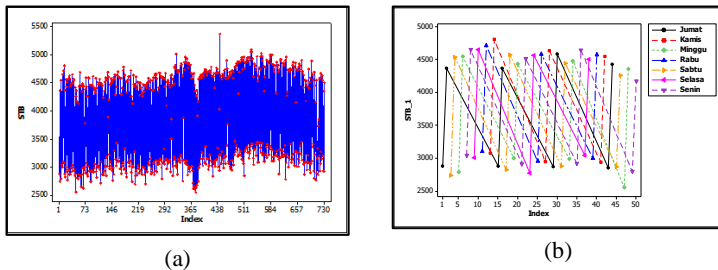 5500
5000
4500
4000
3500
3000
2500
STB
1 73 146 219 292 365 438 511 584 657 730
Index
(a)
5000
4500
4000
3500
3000
2500
STB_1
1 5 10 15 20 25 30 35 40 45 50
Index
Jumat
Kamis
Minggu
Rabu
Sabtu
Selasa
Senin
(b)